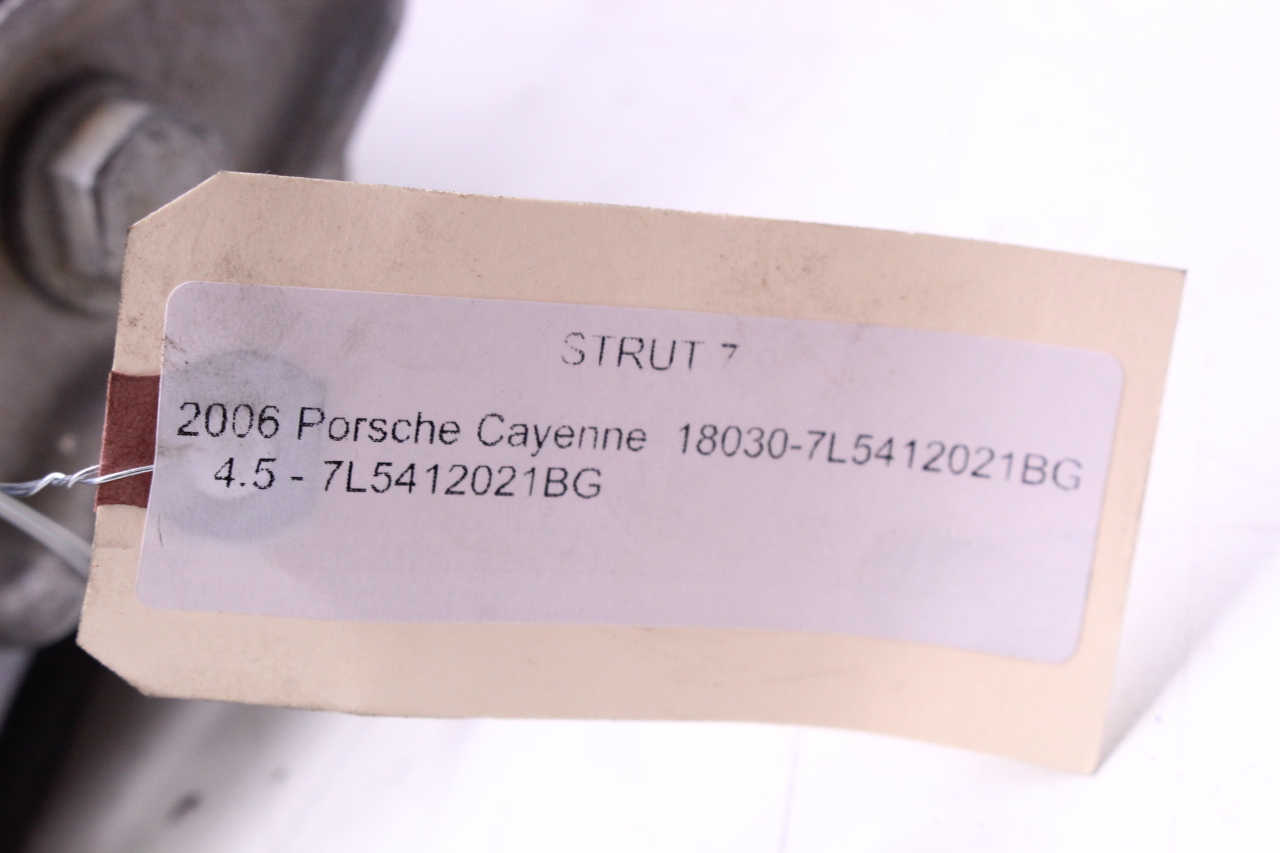 STRUT 7
2006 Porsche Cayenne 18030-7L5412021BG
4.5 - 7L5412021BG